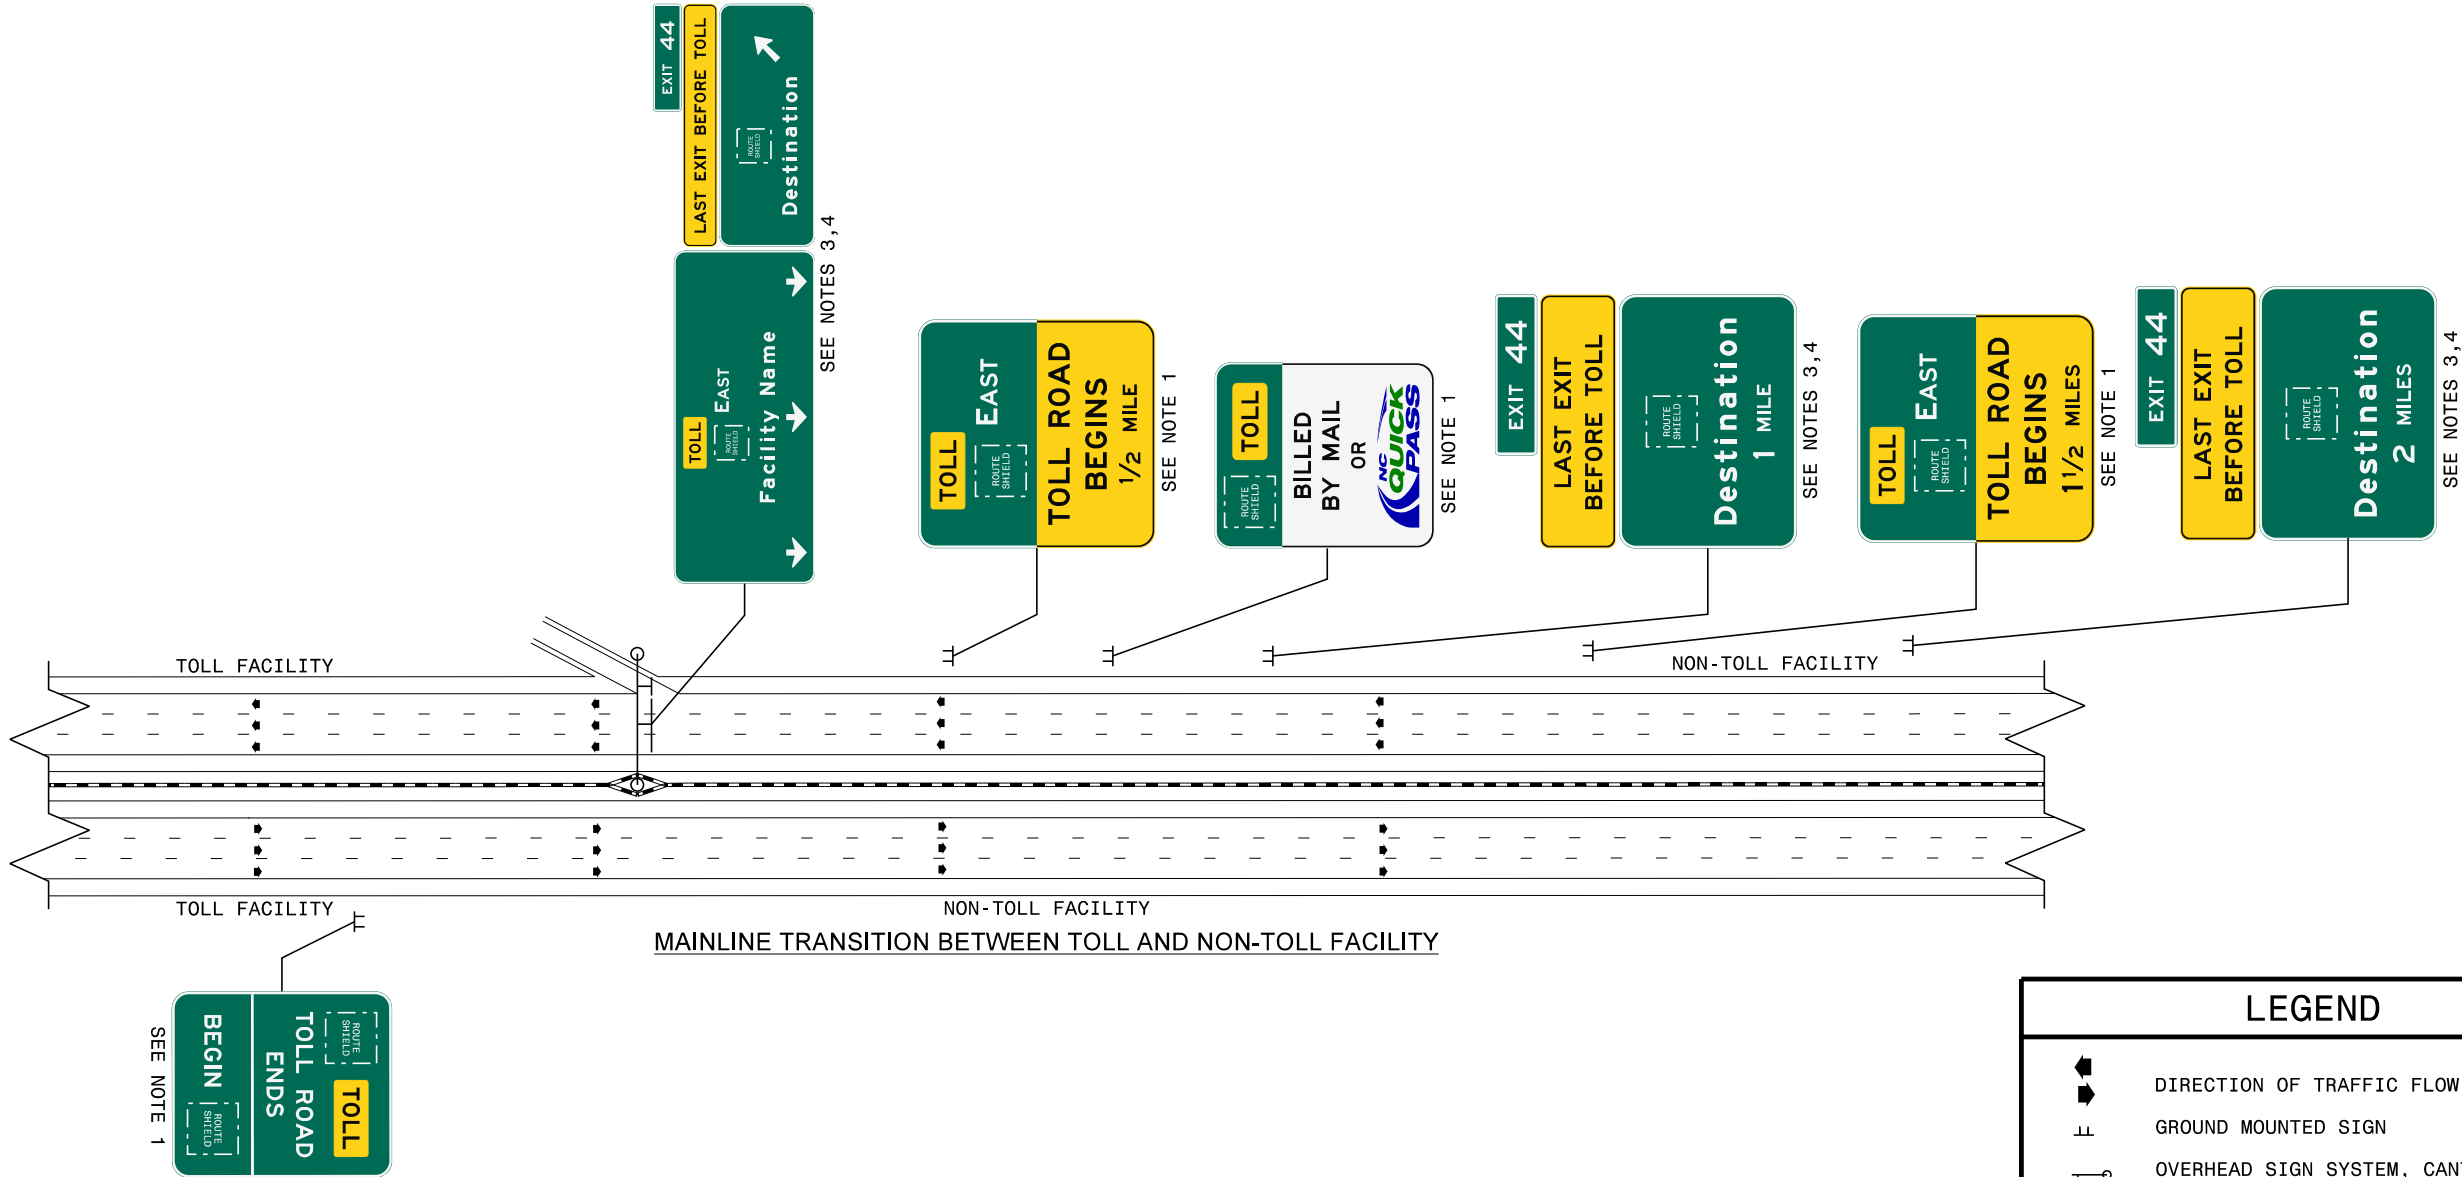 EXIT 44
LAST EXIT BEFORE TOLL
ROUTE
SHIELD
Destination
TOLL
ROUTE
SHIELD
EAST
Facility Name
SEE NOTES 3,4
TOLL
ROUTE
SHIELD
EAST
TOLL ROAD
BEGINS
1/2 MILE
SEE NOTE 1
ROUTE
SHIELD
TOLL
BILLED
BY MAIL
OR
NC
QUICK
PASS
SEE NOTE 1
EXIT 44
LAST EXIT
BEFORE TOLL
ROUTE
SHIELD
Destination
1 MILE
SEE NOTES 3,4
TOLL
ROUTE
SHIELD
EAST
TOLL ROAD
BEGINS
1 1/2 MILES
SEE NOTE 1
EXIT 44
LAST EXIT
BEFORE TOLL
ROUTE
SHIELD
Destination
2 MILES
SEE NOTES 3,4
TOLL FACILITY
NON-TOLL FACILITY
TOLL FACILITY
NON-TOLL FACILITY
MAINLINE TRANSITION BETWEEN TOLL AND NON-TOLL FACILITY
ROUTE
SHIELD
TOLL
TOLL ROAD
ENDS
BEGIN
ROUTE
SHIELD
SEE NOTE 1
LEGEND
DIRECTION OF TRAFFIC FLOW
GROUND MOUNTED SIGN
OVERHEAD SIGN SYSTEM,